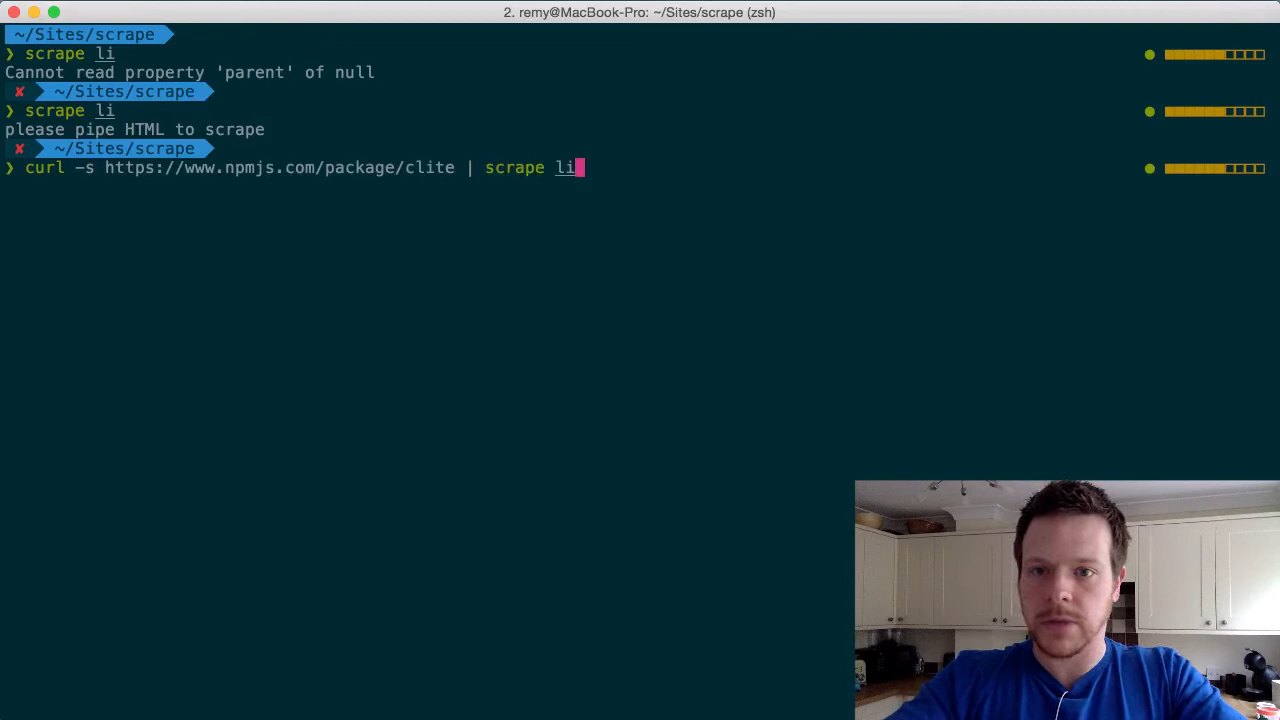 2. remy@MacBook-Pro: ~/Sites/scrape (zsh)
~/Sites/scrape
❯ scrape li
Cannot read property 'parent' of null
✘ ~/Sites/scrape
❯ scrape li
please pipe HTML to scrape
✘ ~/Sites/scrape
❯ curl -s https://www.npmjs.com/package/clite | scrape li